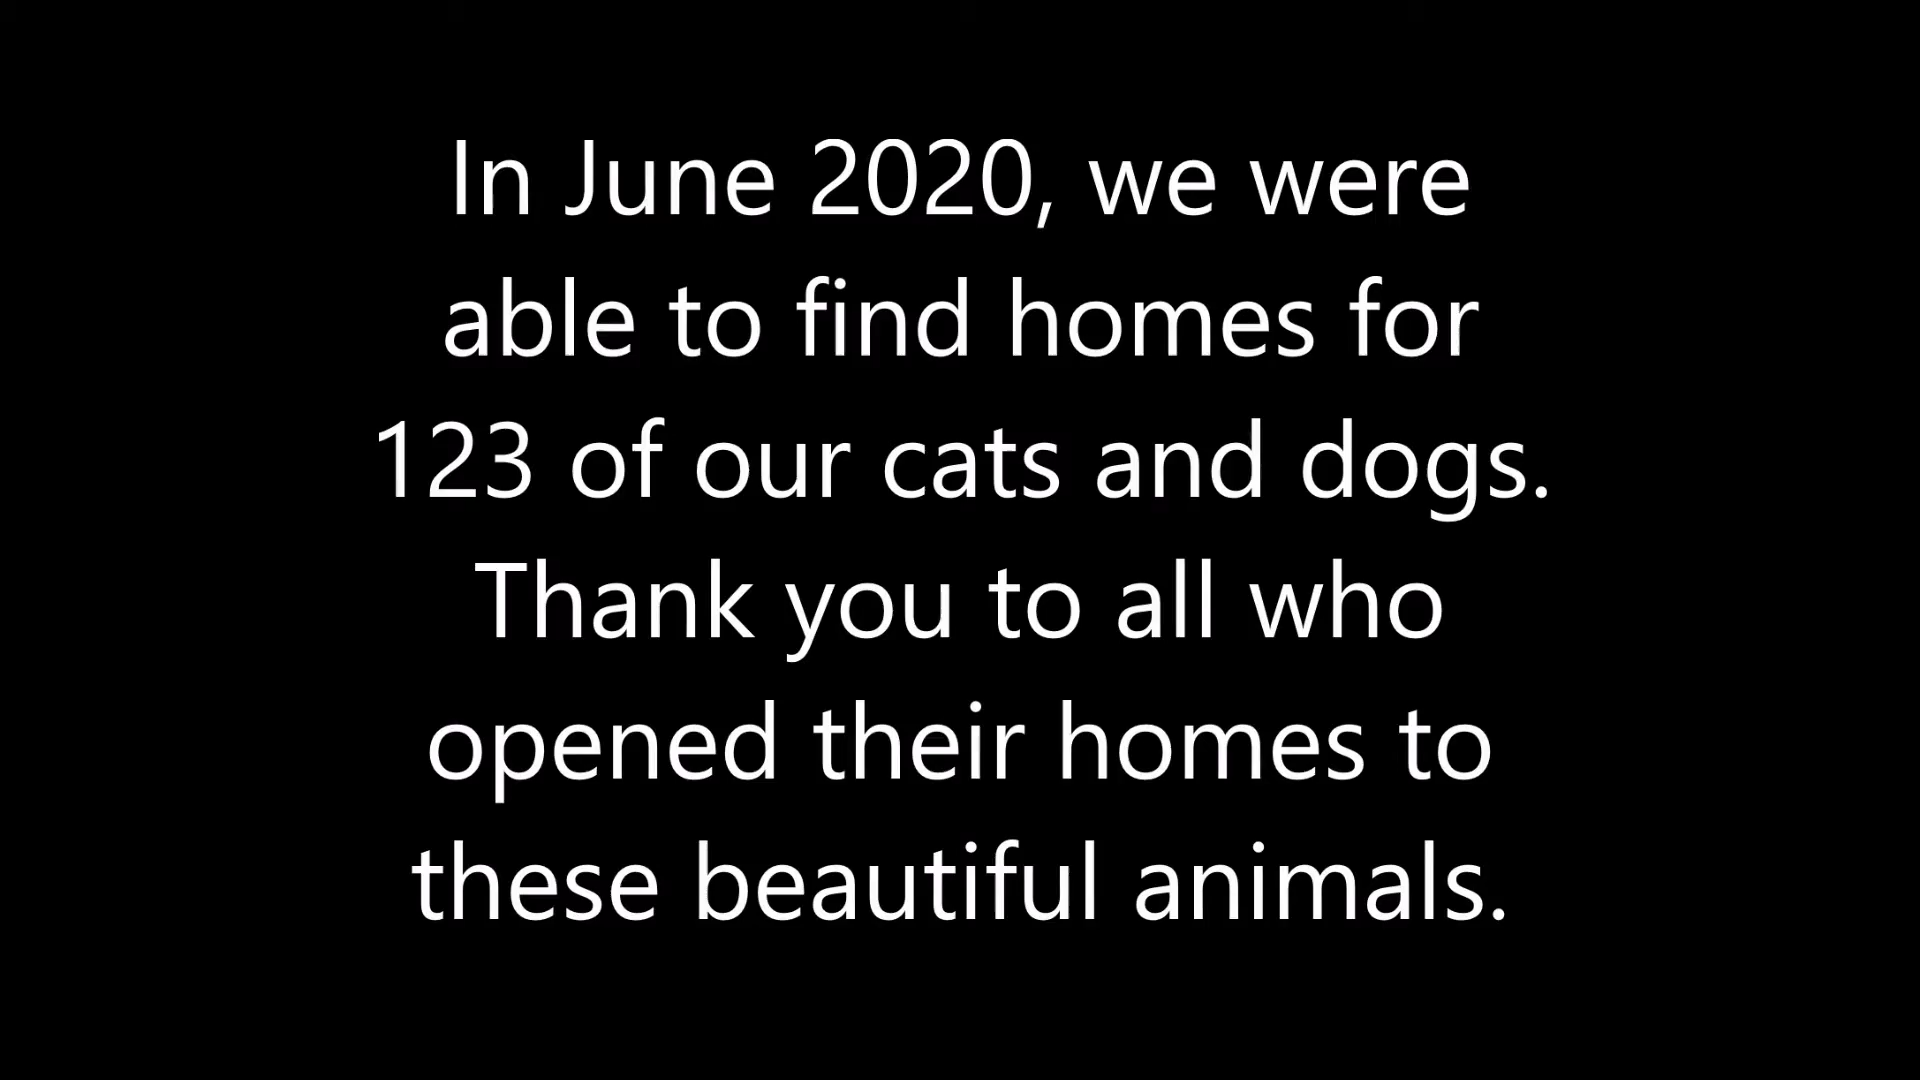 In June 2020, we were
able to find homes for
123 of our cats and dogs.
Thank you to all who
opened their homes to
these beautiful animals.